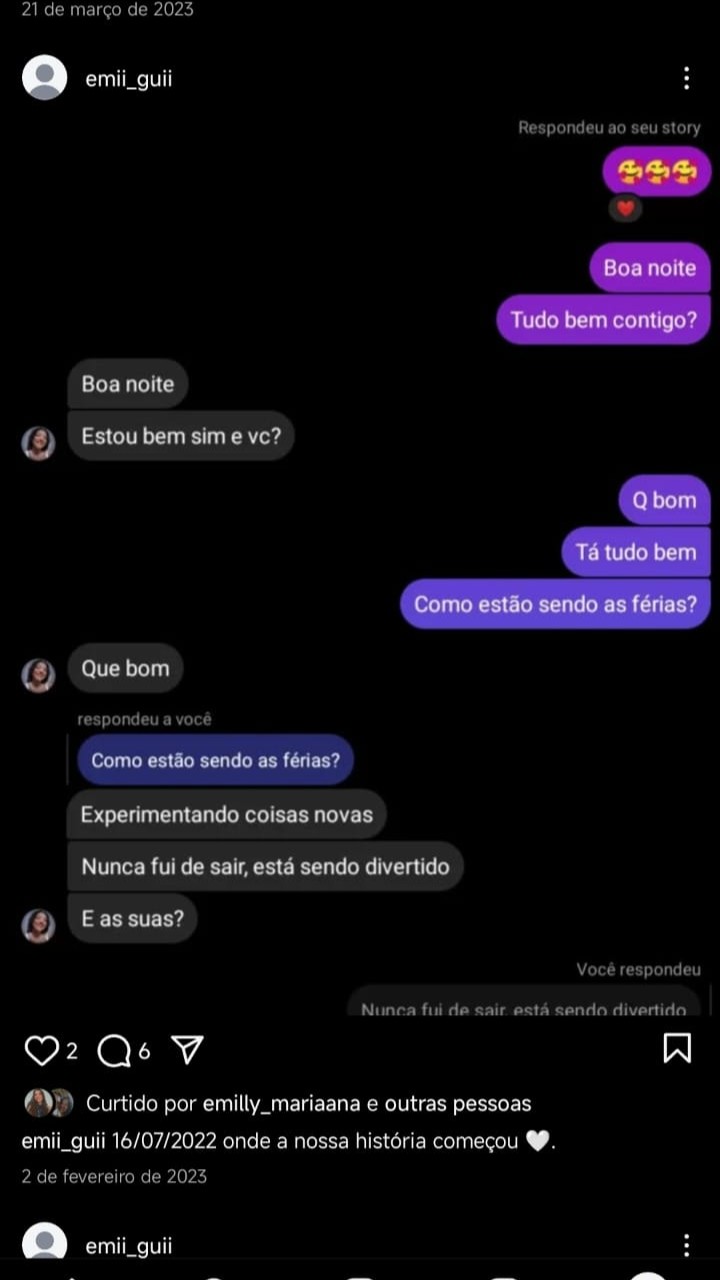 21 de março de 2023
emii_guii
Respondeu ao seu story
🥰🥰🥰
❤️
Boa noite
Tudo bem contigo?
Boa noite
Estou bem sim e vc?
Q bom
Tá tudo bem
Como estão sendo as férias?
Que bom
respondeu a você
Como estão sendo as férias?
Experimentando coisas novas
Nunca fui de sair, está sendo divertido
E as suas?
Você respondeu
Nunca fui de sair, está sendo divertido
2 6
Curtido por emilly_mariaana e outras pessoas
emii_guii 16/07/2022 onde a nossa história começou 🤍.
2 de fevereiro de 2023
emii_guii